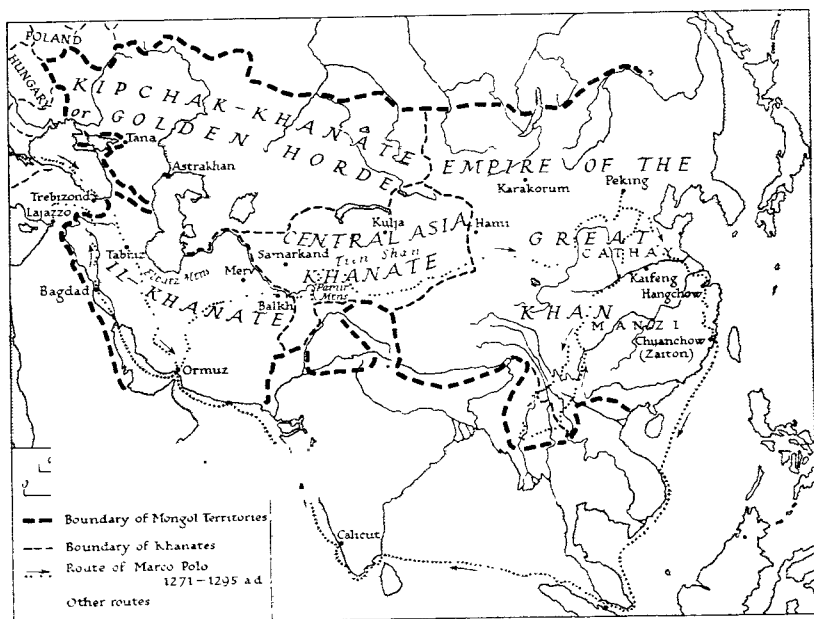 POLAND
HUNGARY
KIPCHAK-KHANATE
or GOLDEN HORDE
Tana
Astrakhan
Trebizond
Lajazzo
Tabriz
Bagdad
IL-KHANATE
Merv
Samarkand
Balkh
Ormuz
CENTRAL ASIA
KHANATE
Kulja
Tien Shan
Pamir
Mtns
Hami
EMPIRE OF THE
GREAT
KHAN
Karakorum
Peking
CATHAY
Kaifeng
Hangchow
MANZI
Chuanchow
(Zaiton)
Calicut
0
0
Boundary of Mongol Territories
Boundary of Khanates
Route of Marco Polo
1271–1295 a.d
Other routes